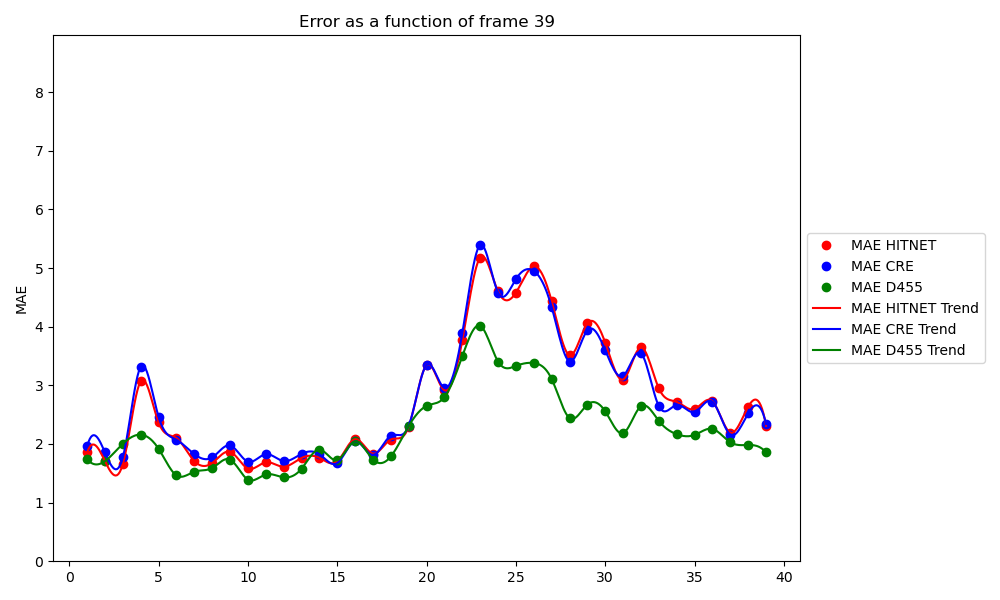 Error as a function of frame 39
MAE
8
7
6
5
4
3
2
1
0
0 5 10 15 20 25 30 35 40
MAE HITNET
MAE CRE
MAE D455
MAE HITNET Trend
MAE CRE Trend
MAE D455 Trend